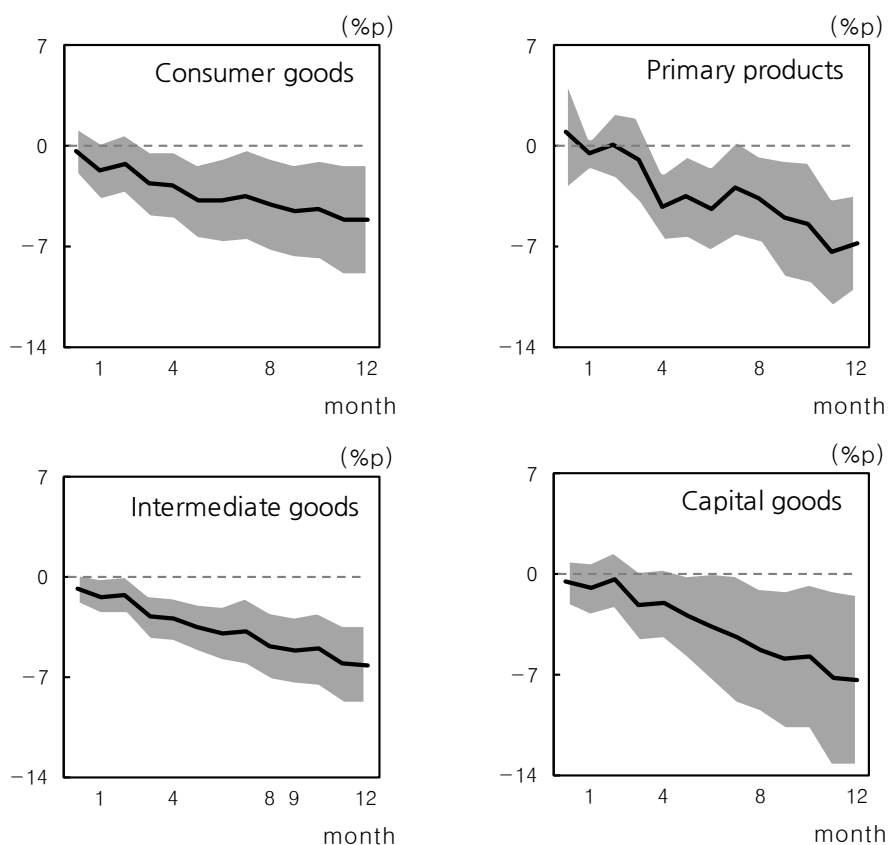 (%p)
7
Consumer goods
0
−7
−14
1 4 8 12
month
(%p)
7
Primary products
0
−7
−14
1 4 8 12
month
(%p)
7
Intermediate goods
0
−7
−14
1 4 8 9 12
month
(%p)
7
Capital goods
0
−7
−14
1 4 8 12
month